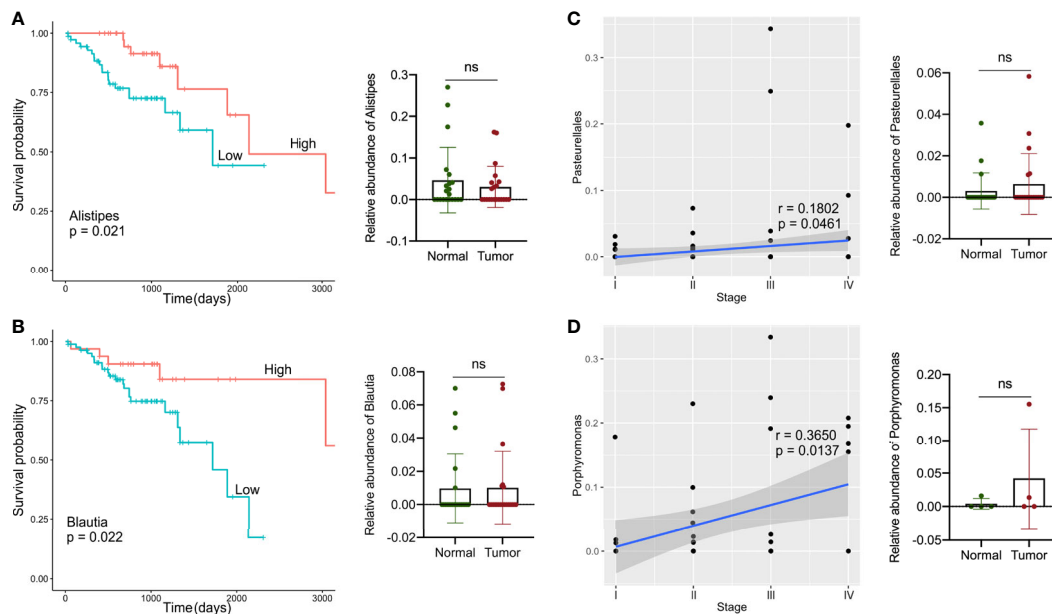 A
1.00
0.75
0.50
0.25
0.00
Survival probability
High
Low
Alistipes
p = 0.021
0
1000
2000
3000
Time(days)
ns
0.3
0.2
0.1
0.0
-0.1
Relative abundance of Alistipes
Normal
Tumor
B
1.00
0.75
0.50
0.25
0.00
Survival probability
High
Low
Blautia
p = 0.022
0
1000
2000
3000
Time(days)
ns
0.08
0.06
0.04
0.02
0.00
-0.02
Relative abundance of Blautia
Normal
Tumor
C
0.3
0.2
0.1
0.0
Pasteurellales
r = 0.1802
p = 0.0461
I
II
III
IV
Stage
ns
0.06
0.04
0.02
0.00
-0.02
Relative abundance of Pasteurellales
Normal
Tumor
D
0.3
0.2
0.1
0.0
Porphyromonas
r = 0.3650
p = 0.0137
I
II
III
IV
Stage
ns
0.20
0.15
0.10
0.05
0.00
-0.05
Relative abundance of Pophyromonas
Normal
Tumor